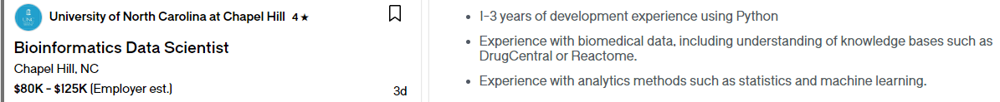 University of North Carolina at Chapel Hill 4 ★
Bioinformatics Data Scientist
Chapel Hill, NC
$80K - $125K (Employer est.)
3d
• 1-3 years of development experience using Python
• Experience with biomedical data, including understanding of knowledge bases such as
DrugCentral or Reactome.
• Experience with analytics methods such as statistics and machine learning.